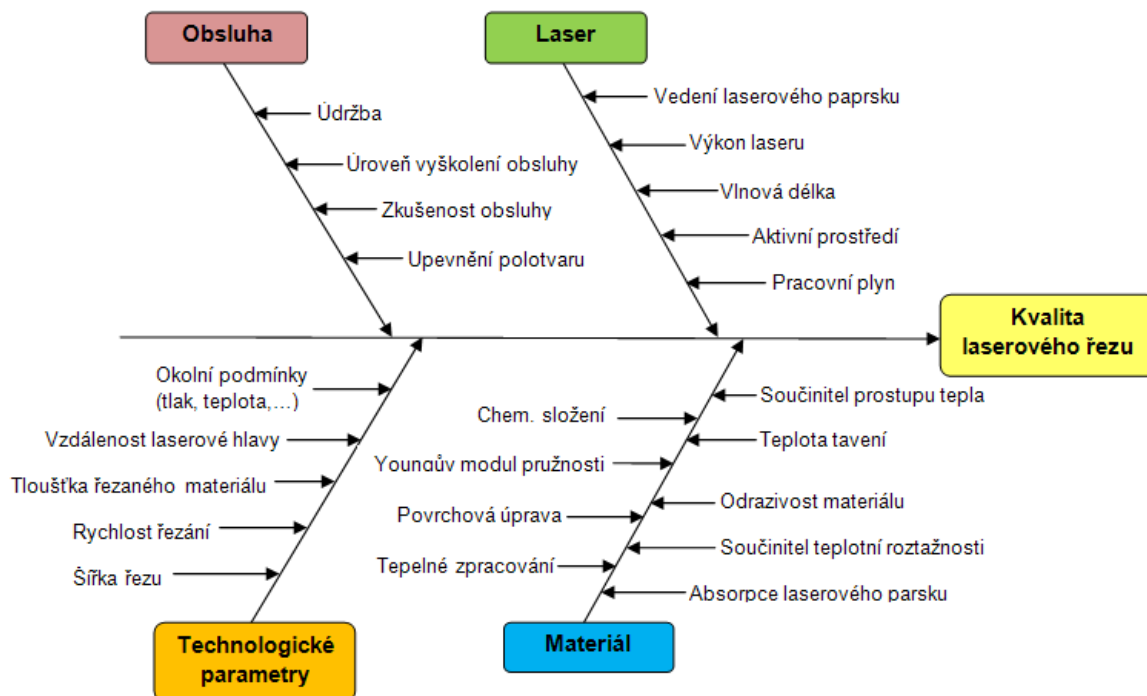 Obsluha
Laser
Údržba
Úroveň vyškolení obsluhy
Zkušenost obsluhy
Upevnění polotvaru
Vedení laserového paprsku
Výkon laseru
Vlnová délka
Aktivní prostředí
Pracovní plyn
Kvalita
laserového řezu
Okolní podmínky
(tlak, teplota,...)
Vzdálenost laserové hlavy
Tloušťka řezaného materiálu
Rychlost řezání
Šířka řezu
Chem. složení
Youngův modul pružnosti
Povrchová úprava
Tepelné zpracování
Součinitel prostupu tepla
Teplota tavení
Odrazivost materiálu
Součinitel teplotní roztažnosti
Absorpce laserového parsku
Technologické
parametry
Materiál